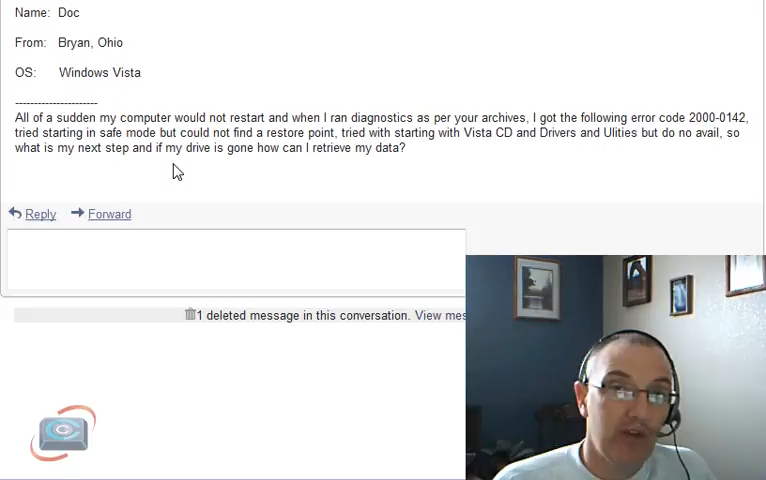 Name: Doc
From: Bryan, Ohio
OS: Windows Vista
----------------------
All of a sudden my computer would not restart and when I ran diagnostics as per your archives, I got the following error code 2000-0142,
tried starting in safe mode but could not find a restore point, tried with starting with Vista CD and Drivers and Ulities but do no avail, so
what is my next step and if my drive is gone how can I retrieve my data?
Reply Forward
1 deleted message in this conversation. View mes